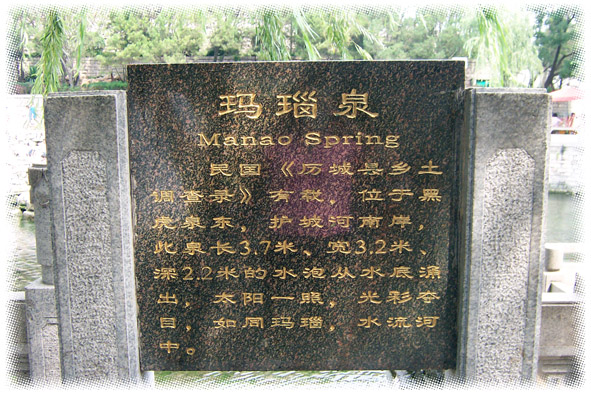 玛瑙泉
Manao Spring
民国《历城县乡土
调查录》有载，位于黑
虎泉东，护城河南岸，
此泉长3.7米、宽3.2米、
深2.2米的水泡从水底涌
出，太阳一照，光彩夺
目，如同玛瑙，水流河
中。